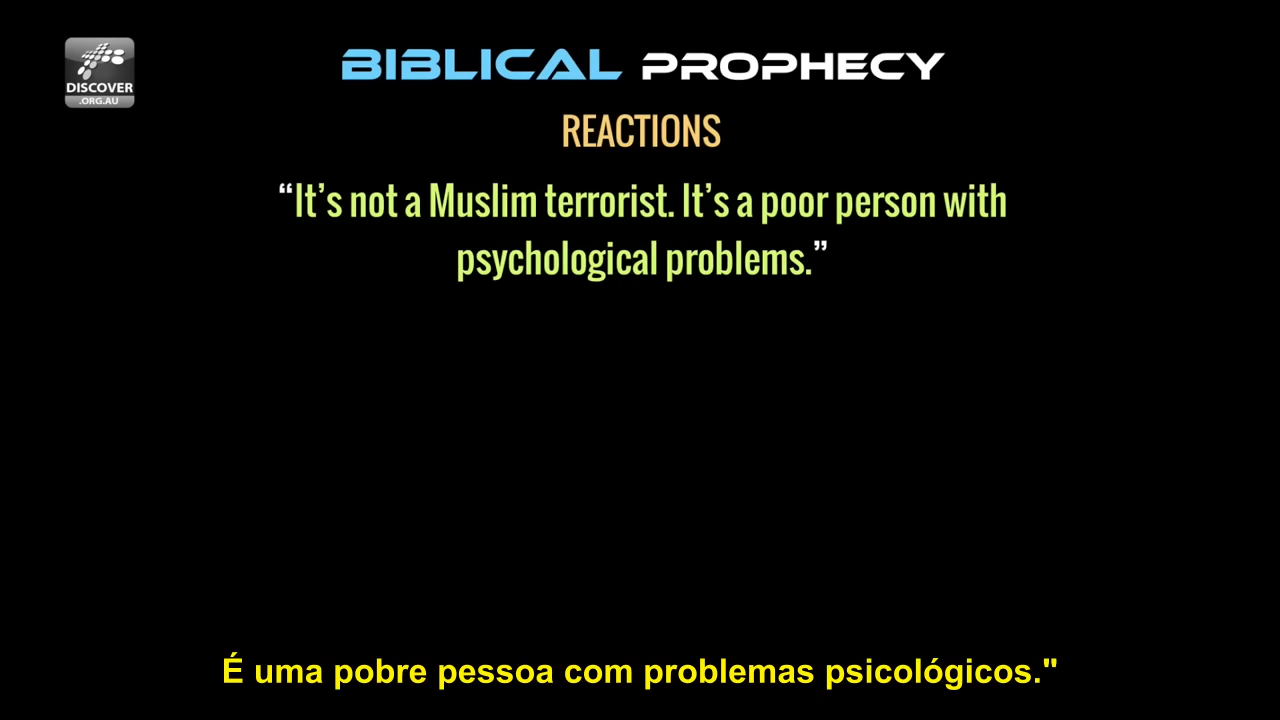 DISCOVER
.ORG.AU
BIBLICAL PROPHECY
REACTIONS
“It’s not a Muslim terrorist. It’s a poor person with
psychological problems.”
É uma pobre pessoa com problemas psicológicos."